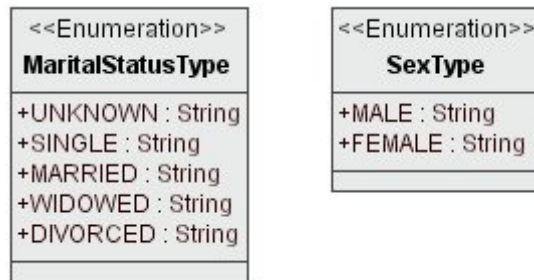 <<Enumeration>>
MaritalStatusType
+UNKNOWN : String
+SINGLE : String
+MARRIED : String
+WIDOWED : String
+DIVORCED : String
<<Enumeration>>
SexType
+MALE : String
+FEMALE : String